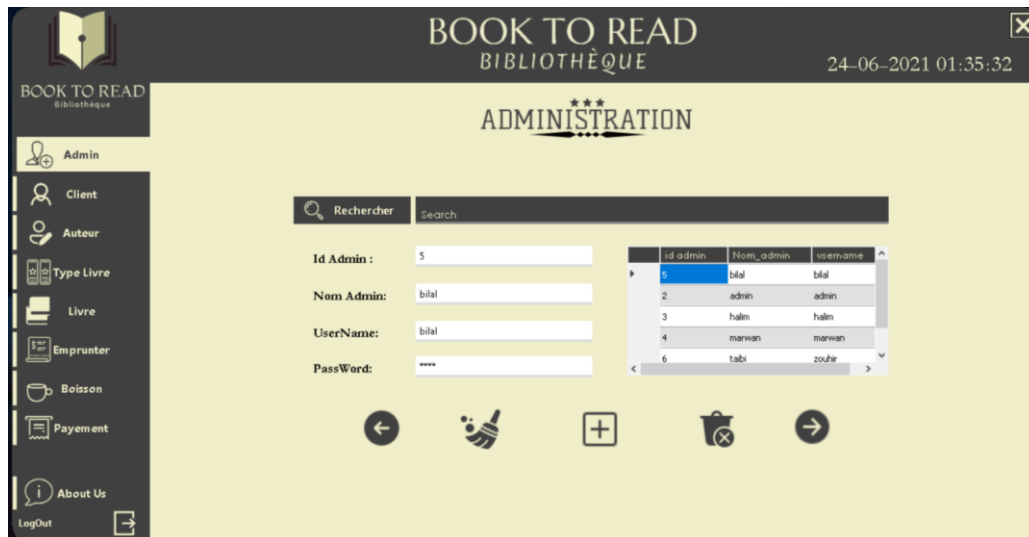 BOOK TO READ
Bibliothèque
BOOK TO READ
BIBLIOTHÈQUE
24-06-2021 01:35:32
Admin
Client
Auteur
Type Livre
Livre
Emprunter
Boisson
Payement
About Us
LogOut
ADMINISTRATION
Rechercher
Search
Id Admin : 5
Nom Admin: bilal
UserName: bilal
PassWord: ****
id admin Nom_admin username
5 bilal bilal
2 admin admin
3 halim halim
4 marwan marwan
6 taibi zouhir